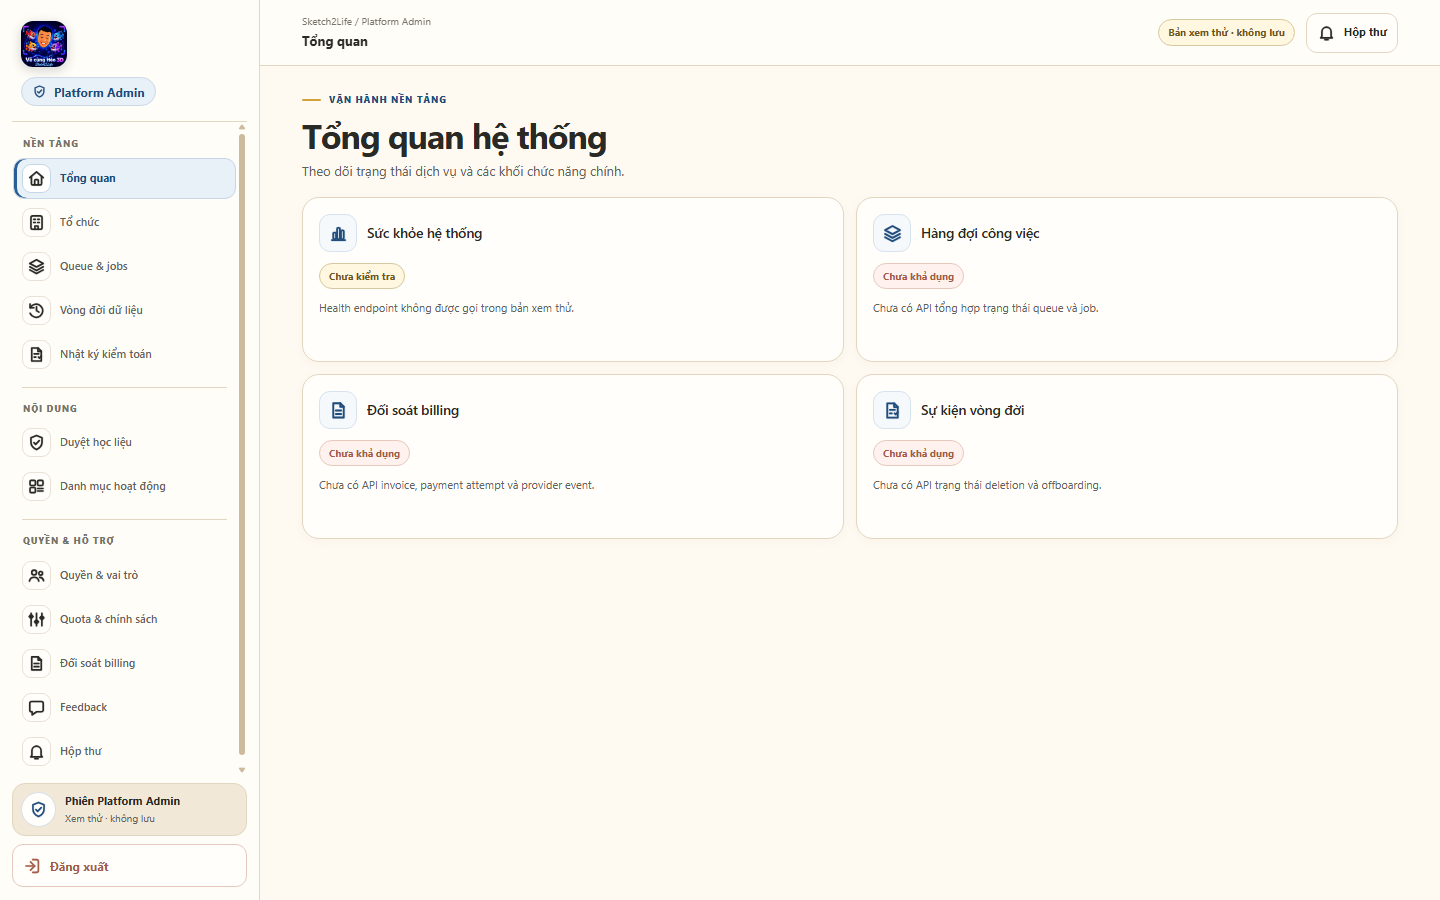 Vẽ cùng Héo 3D
Platform Admin
NỀN TẢNG
Tổng quan
Tổ chức
Queue & jobs
Vòng đời dữ liệu
Nhật ký kiểm toán
NỘI DUNG
Duyệt học liệu
Danh mục hoạt động
QUYỀN & HỖ TRỢ
Quyền & vai trò
Quota & chính sách
Đối soát billing
Feedback
Hộp thư
Phiên Platform Admin
Xem thử · không lưu
Đăng xuất
Sketch2Life / Platform Admin
Tổng quan
Bản xem thử · không lưu
Hộp thư
VẬN HÀNH NỀN TẢNG
Tổng quan hệ thống
Theo dõi trạng thái dịch vụ và các khối chức năng chính.
Sức khỏe hệ thống
Chưa kiểm tra
Health endpoint không được gọi trong bản xem thử.
Hàng đợi công việc
Chưa khả dụng
Chưa có API tổng hợp trạng thái queue và job.
Đối soát billing
Chưa khả dụng
Chưa có API invoice, payment attempt và provider event.
Sự kiện vòng đời
Chưa khả dụng
Chưa có API trạng thái deletion và offboarding.